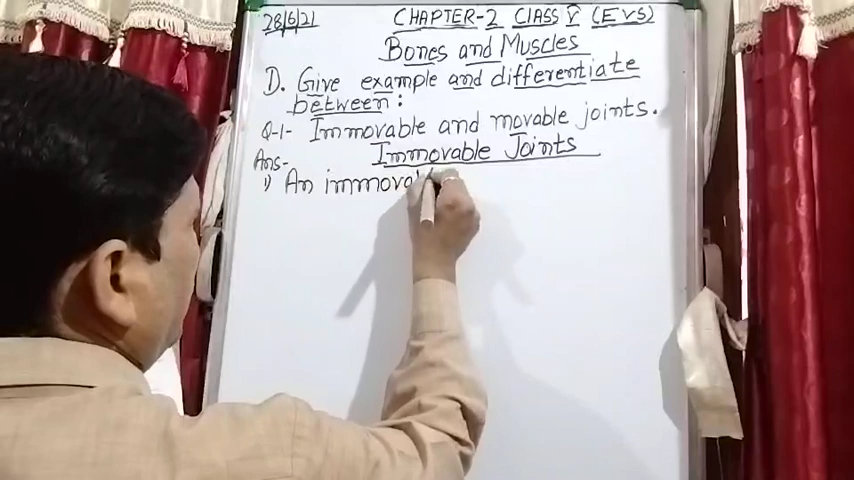 28/6/21 CHAPTER-2 CLASS V (EVS)
Bones and Muscles
D. Give example and differentiate
between:
Q-1- Immovable and movable joints.
Ans- Immovable Joints
1) An immova